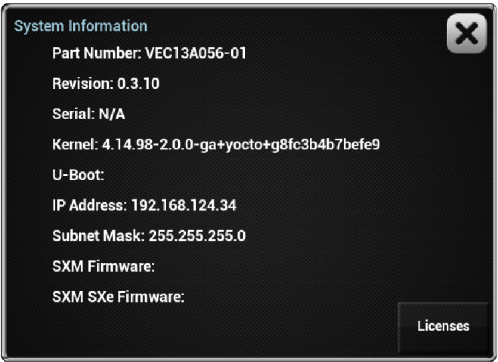 System Information
Part Number: VEC13A056-01
Revision: 0.3.10
Serial: N/A
Kernel: 4.14.98-2.0.0-ga+yocto+g8fc3b4b7befe9
U-Boot:
IP Address: 192.168.124.34
Subnet Mask: 255.255.255.0
SXM Firmware:
SXM SXe Firmware:
Licenses